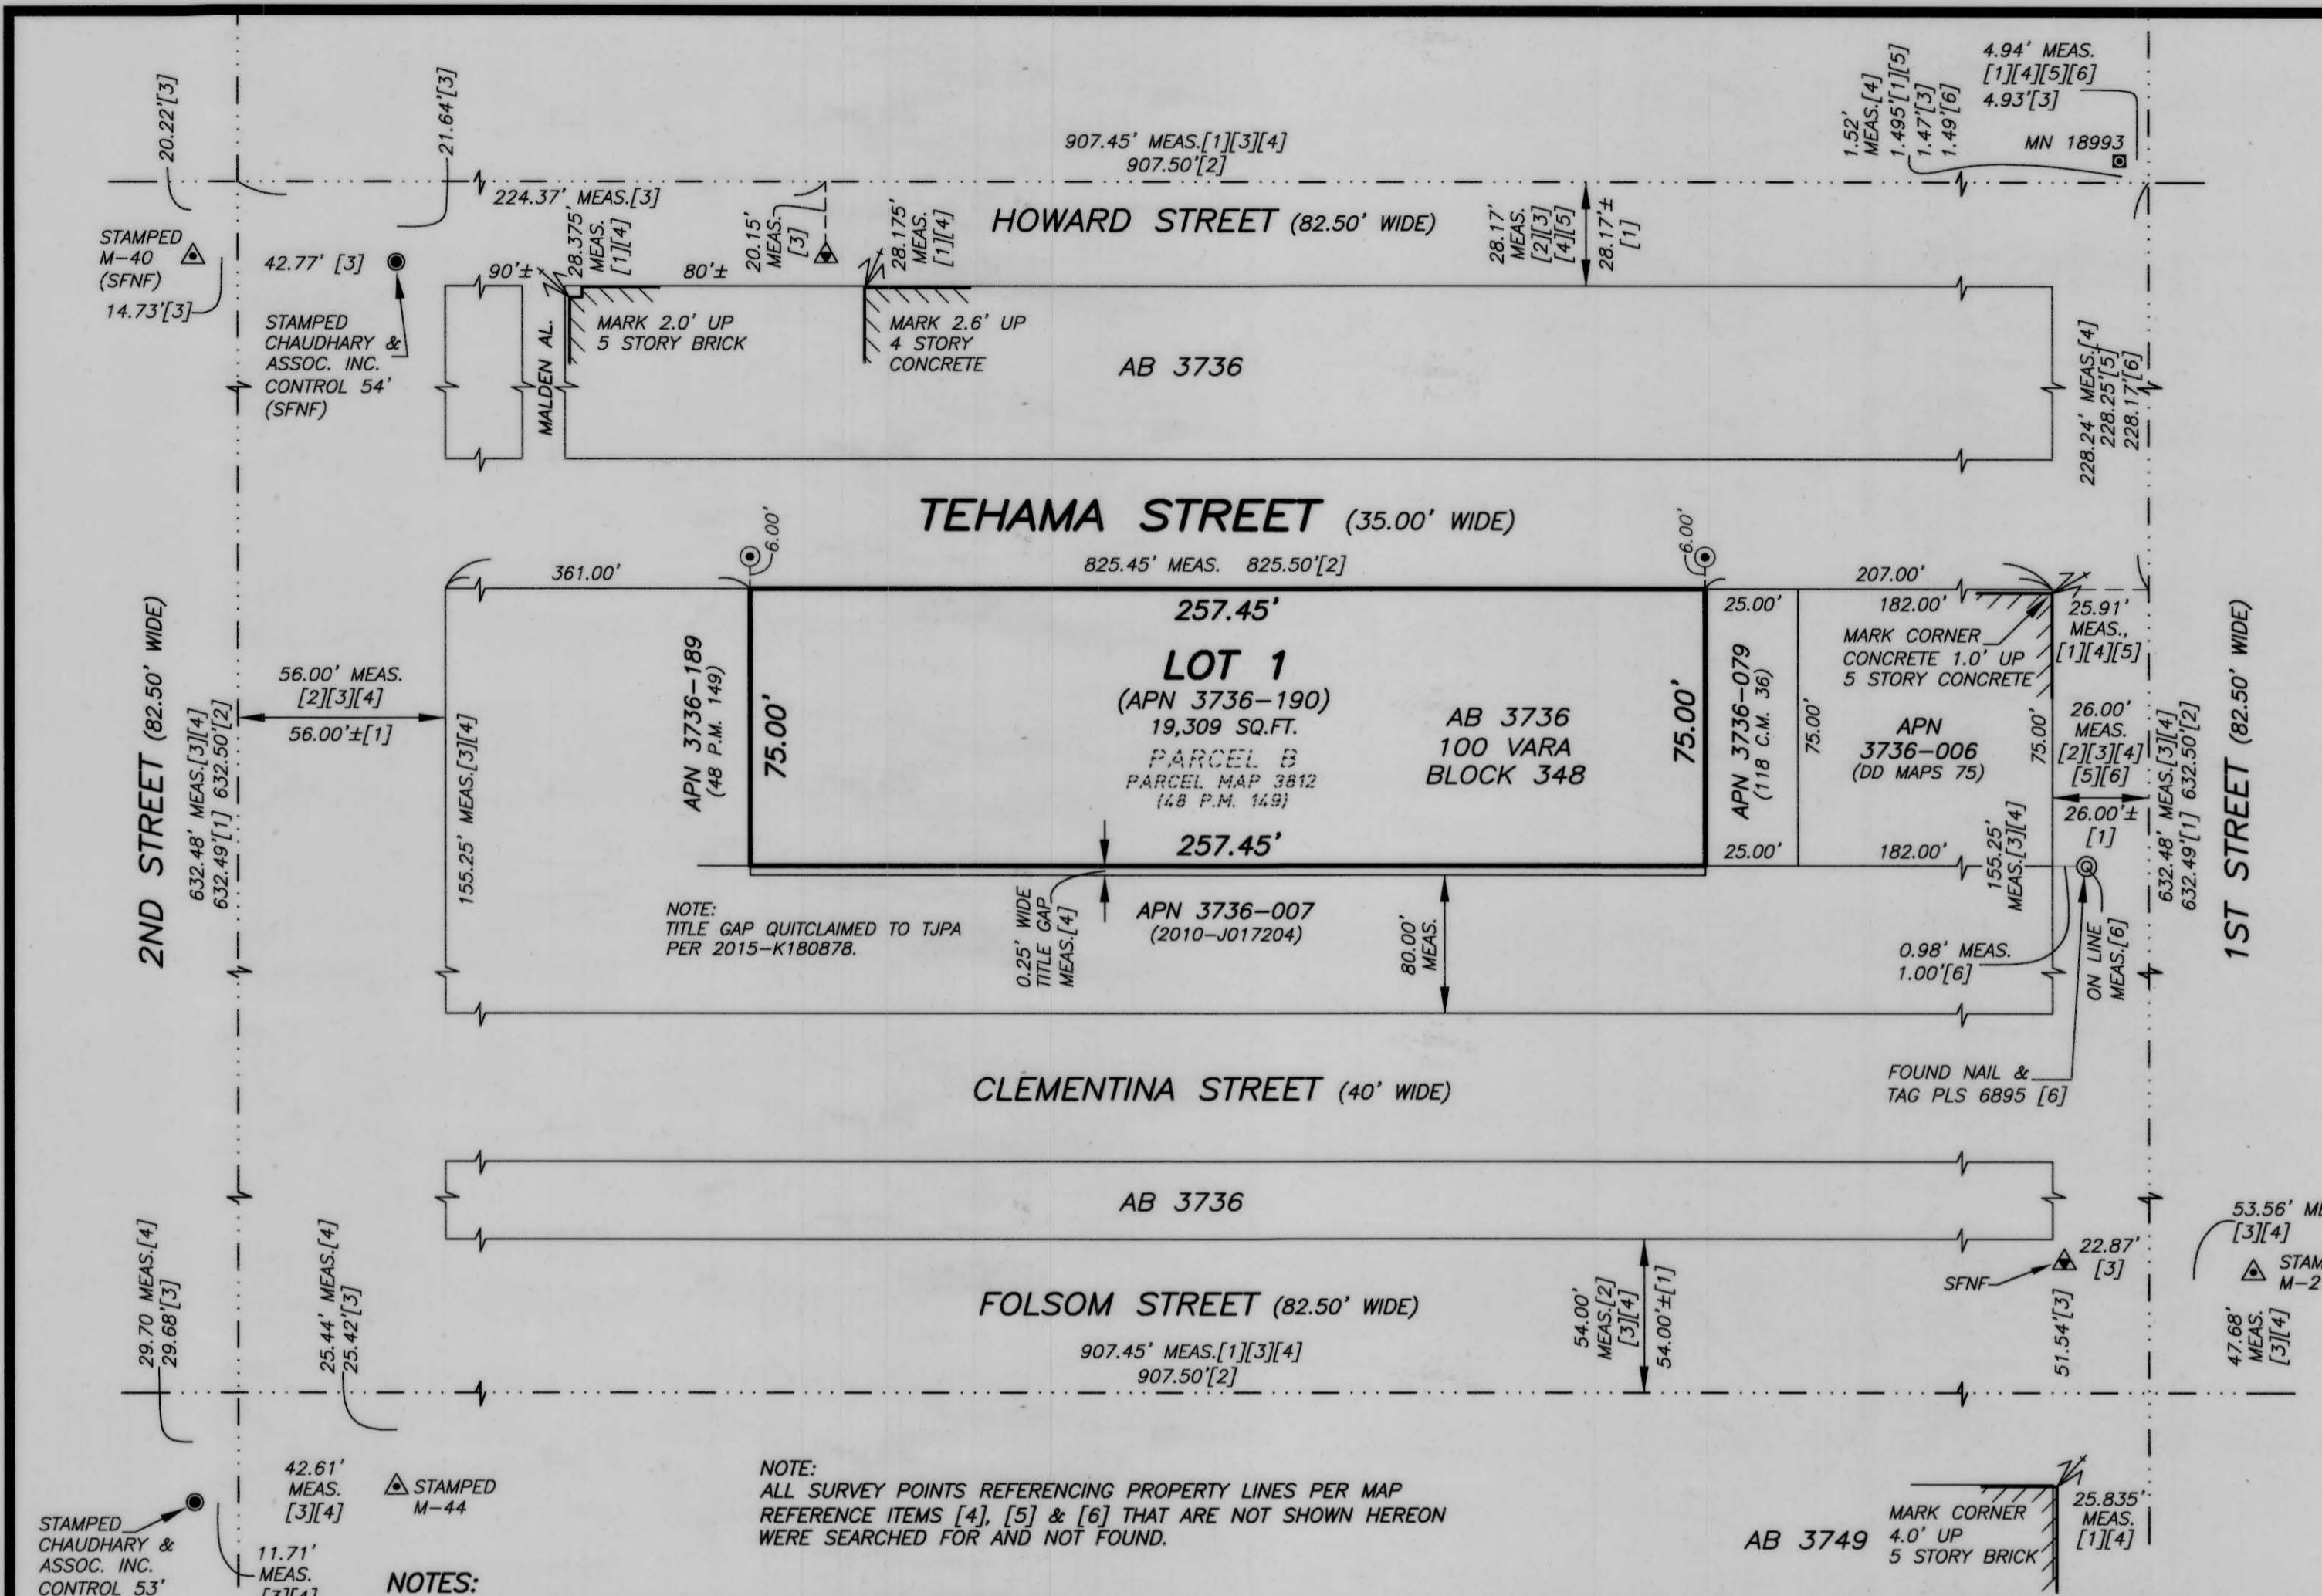 20.22'[3]
21.64'[3]
907.45' MEAS.[1][3][4]
907.50'[2]
1.52'
MEAS.[4]
1.495'[1][5]
1.47'[3]
1.49'[6]
4.94' MEAS.
[1][4][5][6]
4.93'[3]
MN 18993
STAMPED
M-40
(SFNF)
14.73'[3]
42.77' [3]
STAMPED
CHAUDHARY &
ASSOC. INC.
CONTROL 54'
(SFNF)
224.37' MEAS.[3]
90'±
28.375'
MEAS.
[1][4]
80'±
20.15'
MEAS.
[3]
28.175'
MEAS.
[1][4]
HOWARD STREET (82.50' WIDE)
28.17'
MEAS.
[2][3]
[4][5]
28.17'±
[1]
MALDEN AL.
MARK 2.0' UP
5 STORY BRICK
MARK 2.6' UP
4 STORY
CONCRETE
AB 3736
228.24' MEAS.[4]
228.25'[5]
228.17'[6]
TEHAMA STREET (35.00' WIDE)
825.45' MEAS. 825.50'[2]
6.00'
6.00'
361.00'
207.00'
257.45'
LOT 1
(APN 3736-190)
19,309 SQ.FT.
PARCEL B
PARCEL MAP 3812
(48 P.M. 149)
257.45'
75.00'
75.00'
AB 3736
100 VARA
BLOCK 348
APN 3736-189
(48 P.M. 149)
25.00'
182.00'
APN 3736-079
(118 C.M. 36)
75.00'
25.00'
182.00'
MARK CORNER
CONCRETE 1.0' UP
5 STORY CONCRETE
APN
3736-006
(DD MAPS 75)
75.00'
155.25'
MEAS.[3][4]
25.91'
MEAS.,
[1][4][5]
26.00'
MEAS.
[2][3][4]
[5][6]
26.00'±
[1]
632.48' MEAS.[3][4]
632.49'[1] 632.50'[2]
1ST STREET (82.50' WIDE)
2ND STREET (82.50' WIDE)
632.48' MEAS.[3][4]
632.49'[1] 632.50'[2]
56.00' MEAS.
[2][3][4]
56.00'±[1]
155.25' MEAS.[3][4]
NOTE:
TITLE GAP QUITCLAIMED TO TJPA
PER 2015-K180878.
0.25' WIDE
TITLE GAP
MEAS.[4]
APN 3736-007
(2010-J017204)
80.00'
MEAS.
0.98' MEAS.
1.00'[6]
ON LINE
MEAS.[6]
FOUND NAIL &
TAG PLS 6895 [6]
CLEMENTINA STREET (40' WIDE)
AB 3736
29.70 MEAS.[4]
29.68'[3]
25.44' MEAS.[4]
25.42'[3]
FOLSOM STREET (82.50' WIDE)
907.45' MEAS.[1][3][4]
907.50'[2]
54.00'
MEAS.[2]
[3][4]
54.00'±[1]
SFNF
22.87'
[3]
51.54'[3]
53.56'
[3][4]
M-2
47.68'
MEAS.
[3][4]
STAMPED
CHAUDHARY &
ASSOC. INC.
CONTROL 53'
42.61'
MEAS.
[3][4]
STAMPED
M-44
11.71'
MEAS.
[3][4]
NOTE:
ALL SURVEY POINTS REFERENCING PROPERTY LINES PER MAP
REFERENCE ITEMS [4], [5] & [6] THAT ARE NOT SHOWN HEREON
WERE SEARCHED FOR AND NOT FOUND.
NOTES:
AB 3749
MARK CORNER
4.0' UP
5 STORY BRICK
25.835'
MEAS.
[1][4]